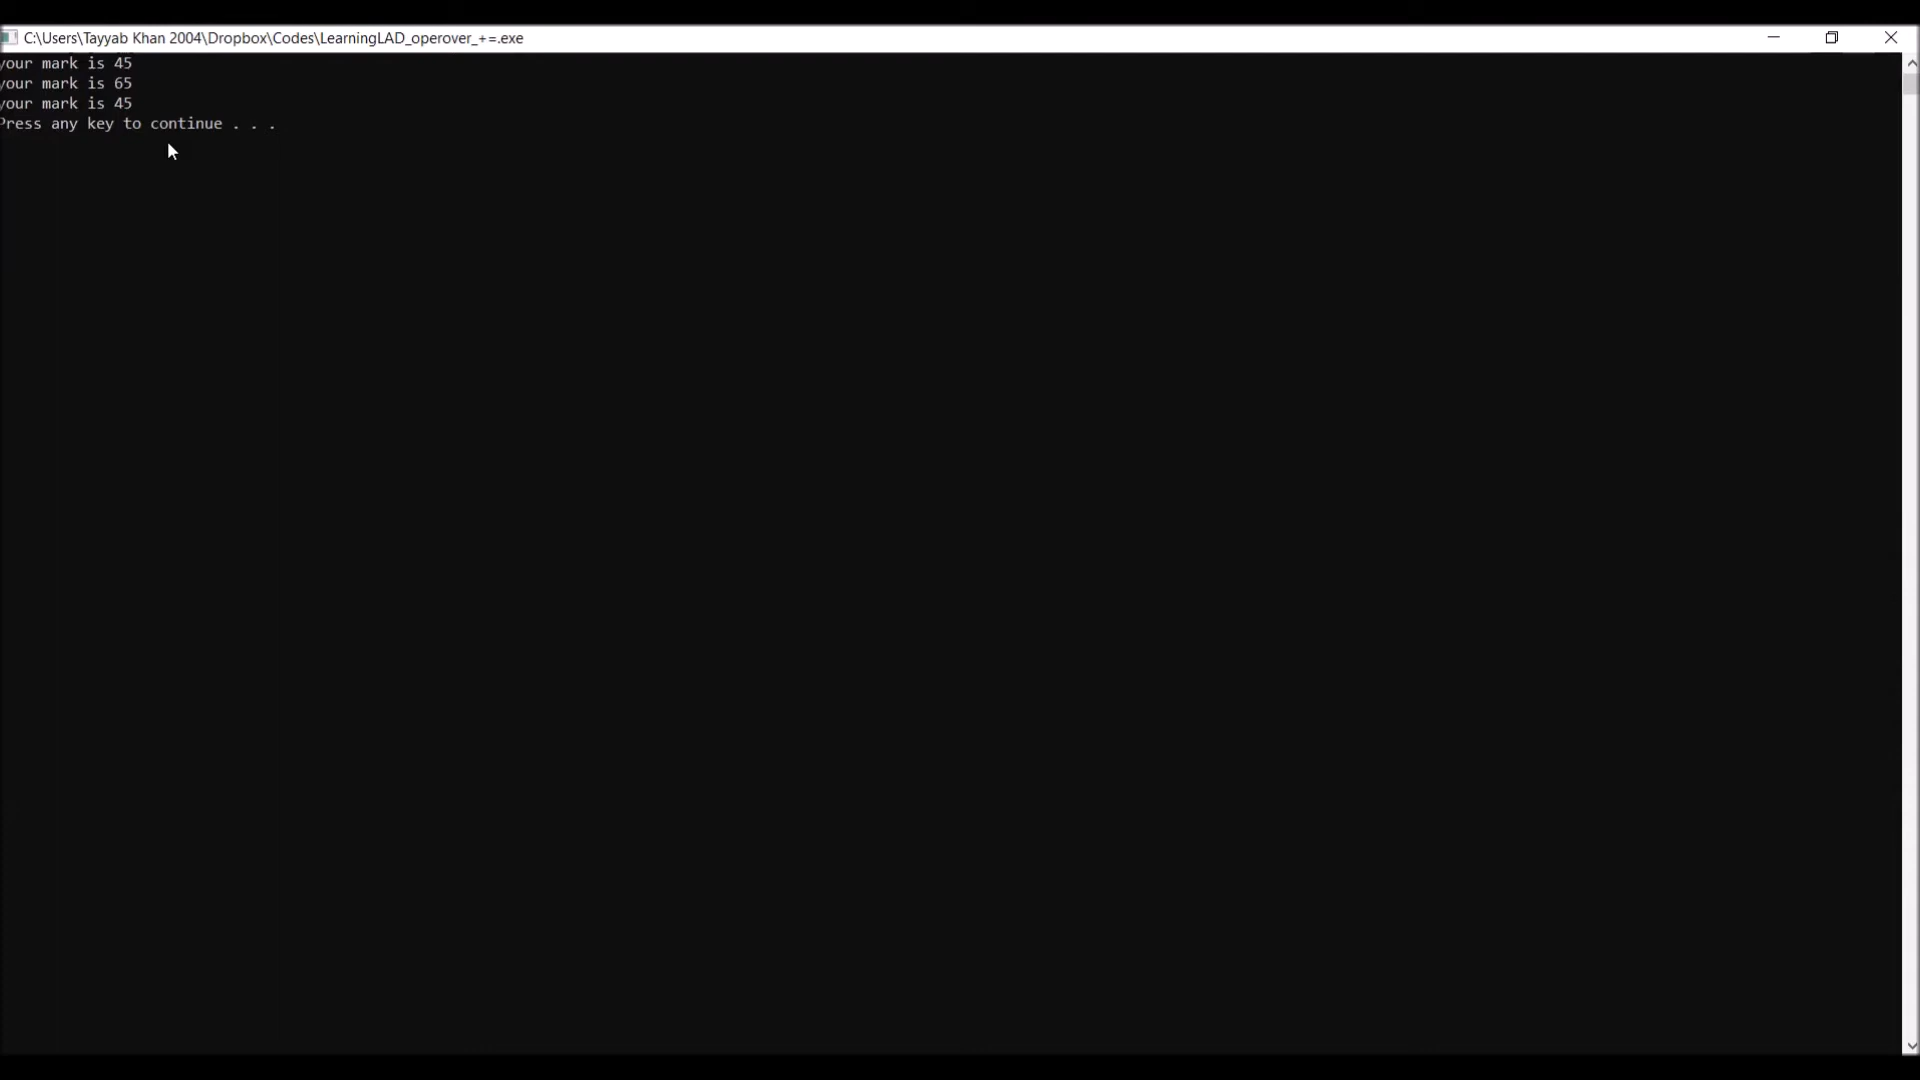 C:\Users\Tayyab Khan 2004\Dropbox\Codes\LearningLAD_operover_+=.exe
your mark is 45
your mark is 65
your mark is 45
Press any key to continue . . .